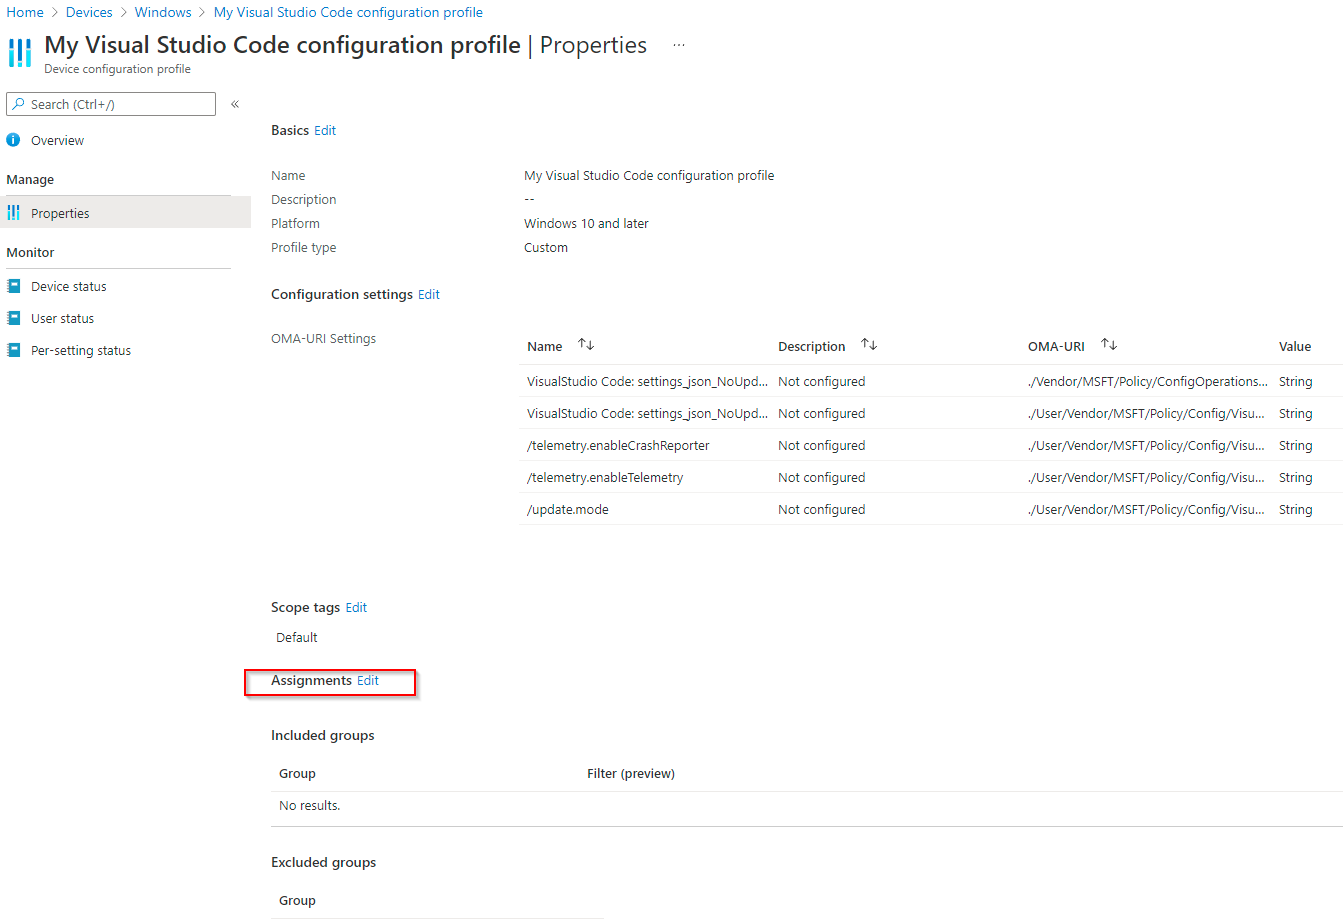 Home > Devices > Windows > My Visual Studio Code configuration profile
My Visual Studio Code configuration profile | Properties ...
Device configuration profile
Search (Ctrl+/) «
Overview
Manage
Properties
Monitor
Device status
User status
Per-setting status
Basics Edit
Name My Visual Studio Code configuration profile
Description --
Platform Windows 10 and later
Profile type Custom
Configuration settings Edit
OMA-URI Settings
Name ↑↓ Description ↑↓ OMA-URI ↑↓ Value
VisualStudio Code: settings_json_NoUpd... Not configured ./Vendor/MSFT/Policy/ConfigOperations... String
VisualStudio Code: settings_json_NoUpd... Not configured ./User/Vendor/MSFT/Policy/Config/Visu... String
/telemetry.enableCrashReporter Not configured ./User/Vendor/MSFT/Policy/Config/Visu... String
/telemetry.enableTelemetry Not configured ./User/Vendor/MSFT/Policy/Config/Visu... String
/update.mode Not configured ./User/Vendor/MSFT/Policy/Config/Visu... String
Scope tags Edit
Default
Assignments Edit
Included groups
Group Filter (preview)
No results.
Excluded groups
Group